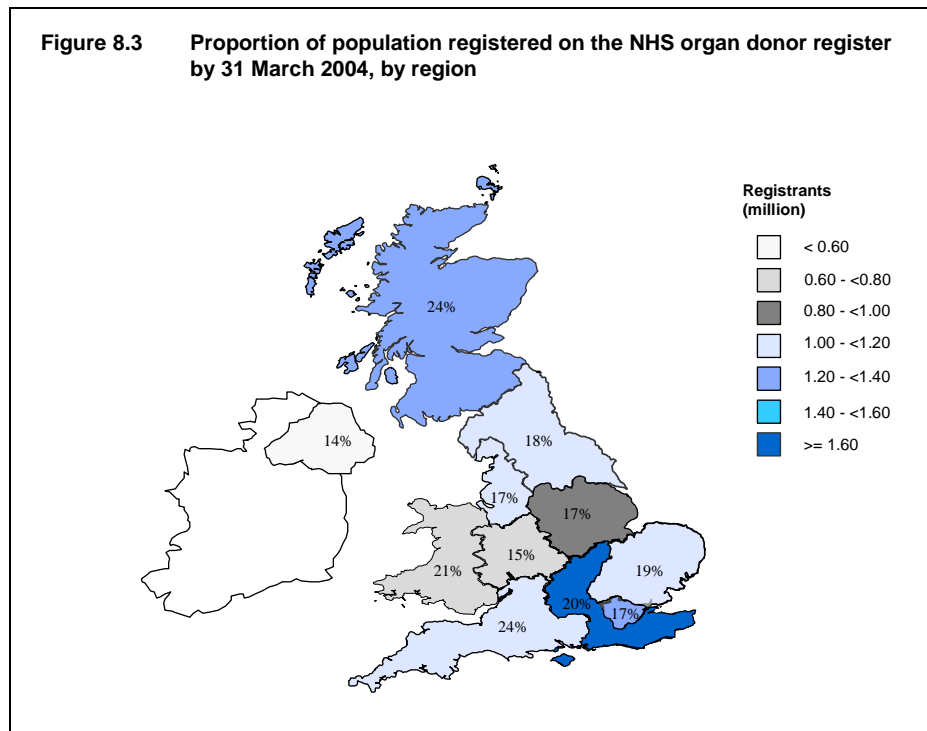 Figure 8.3 Proportion of population registered on the NHS organ donor register
by 31 March 2004, by region
Registrants
(million)
< 0.60
0.60 - <0.80
0.80 - <1.00
1.00 - <1.20
1.20 - <1.40
1.40 - <1.60
>= 1.60
24%
14%
18%
17%
17%
15%
21%
19%
20%
17%
24%